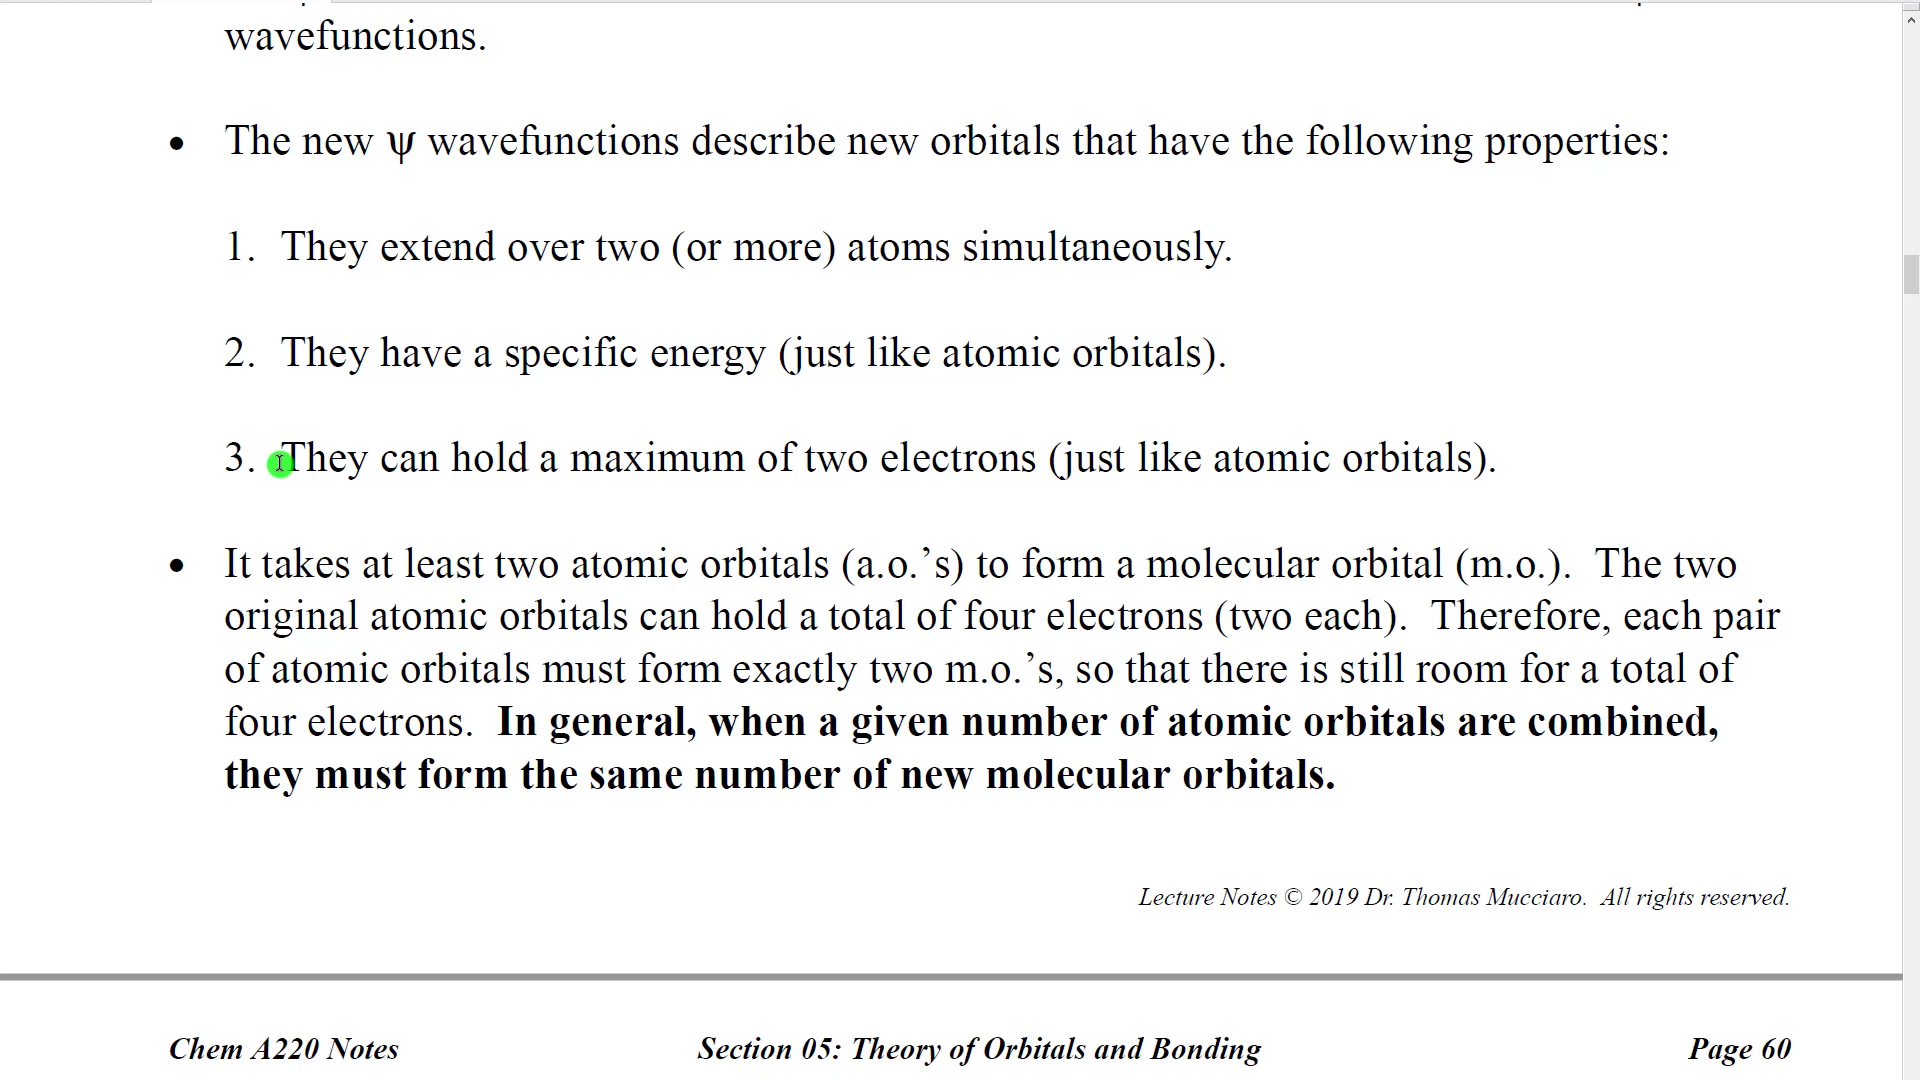 wavefunctions.
• The new ψ wavefunctions describe new orbitals that have the following properties:
1. They extend over two (or more) atoms simultaneously.
2. They have a specific energy (just like atomic orbitals).
3. They can hold a maximum of two electrons (just like atomic orbitals).
• It takes at least two atomic orbitals (a.o.’s) to form a molecular orbital (m.o.). The two
original atomic orbitals can hold a total of four electrons (two each). Therefore, each pair
of atomic orbitals must form exactly two m.o.’s, so that there is still room for a total of
four electrons. In general, when a given number of atomic orbitals are combined,
they must form the same number of new molecular orbitals.
Lecture Notes © 2019 Dr. Thomas Mucciaro. All rights reserved.
Chem A220 Notes Section 05: Theory of Orbitals and Bonding Page 60